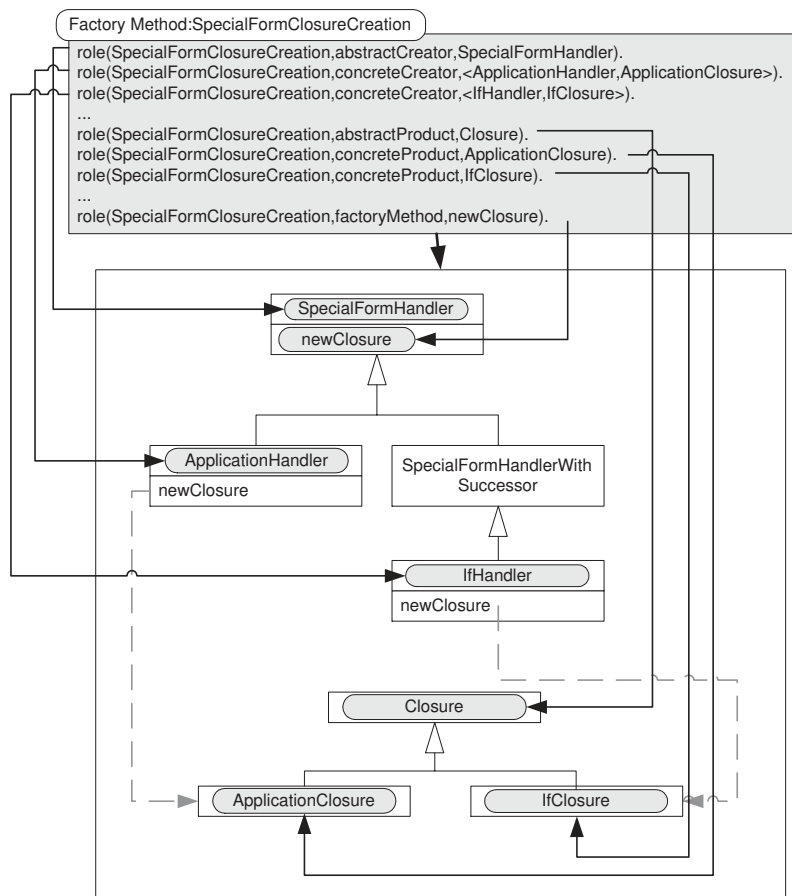 Factory Method:SpecialFormClosureCreation
role(SpecialFormClosureCreation,abstractCreator,SpecialFormHandler).
role(SpecialFormClosureCreation,concreteCreator,<ApplicationHandler,ApplicationClosure>).
role(SpecialFormClosureCreation,concreteCreator,<IfHandler,IfClosure>).
...
role(SpecialFormClosureCreation,abstractProduct,Closure).
role(SpecialFormClosureCreation,concreteProduct,ApplicationClosure).
role(SpecialFormClosureCreation,concreteProduct,IfClosure).
...
role(SpecialFormClosureCreation,factoryMethod,newClosure).
SpecialFormHandler
newClosure
ApplicationHandler
newClosure
SpecialFormHandlerWith
Successor
IfHandler
newClosure
Closure
ApplicationClosure
IfClosure